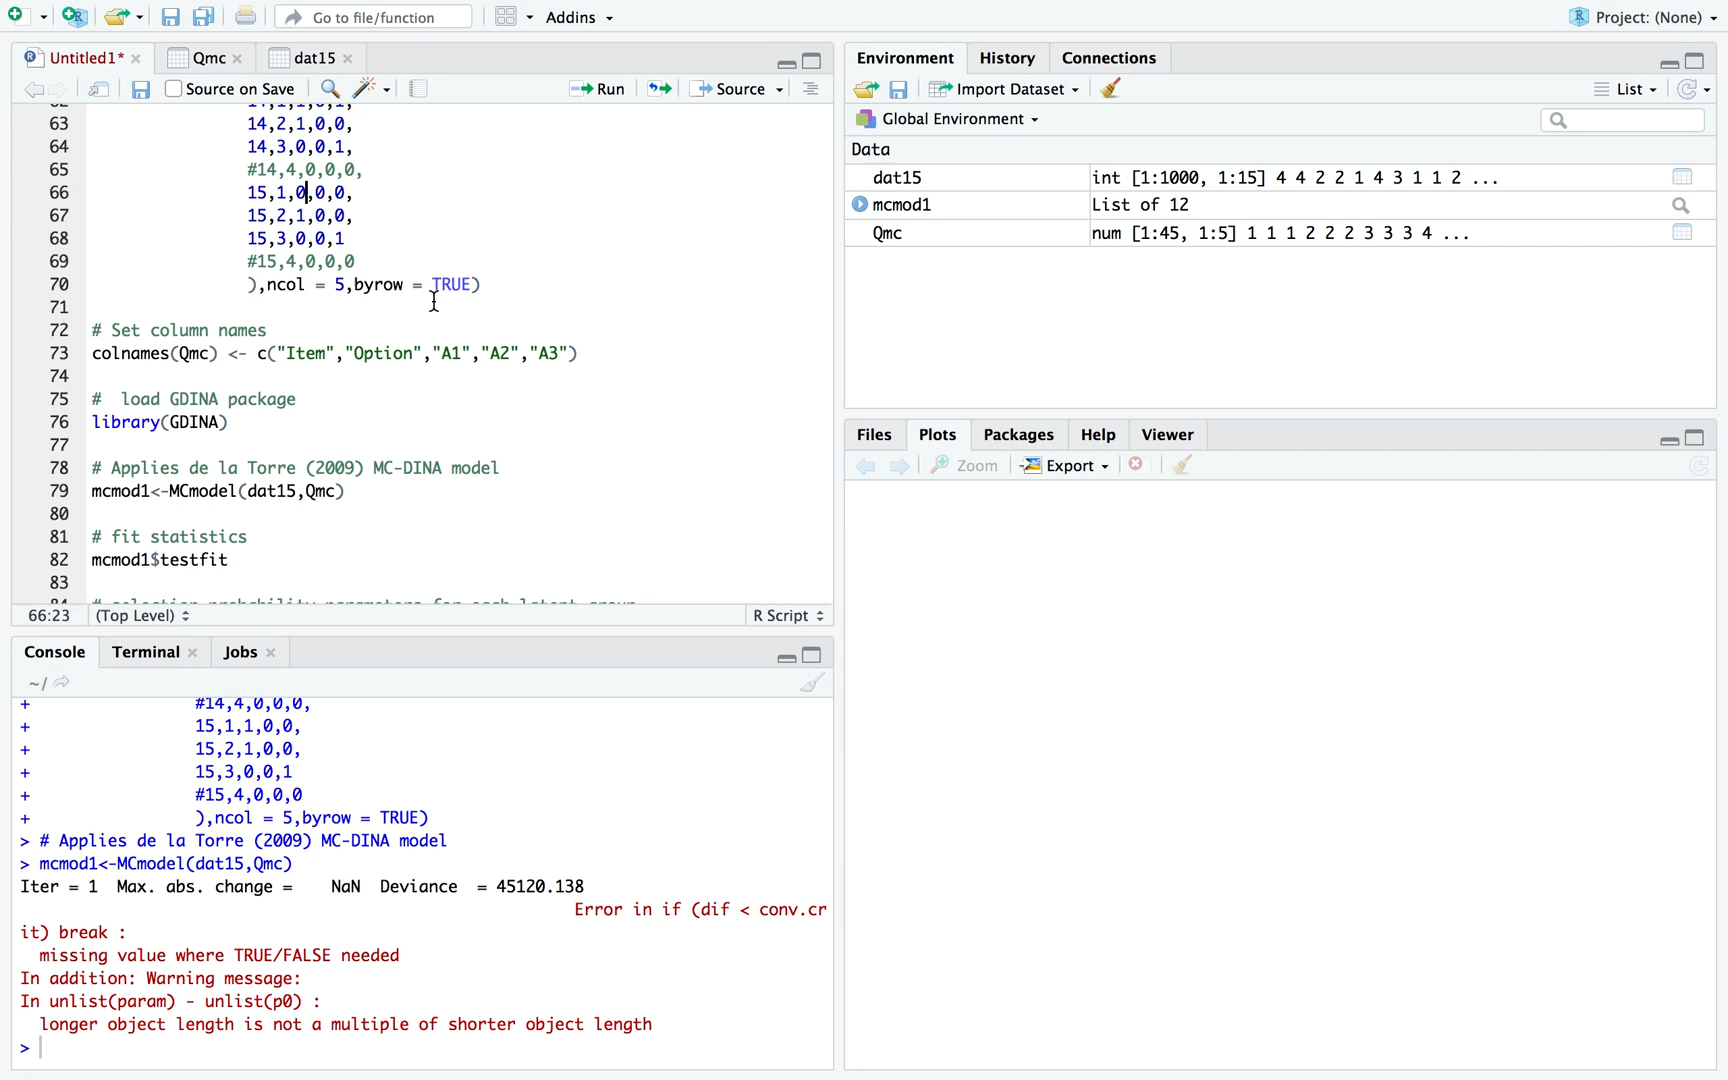 Go to file/function
Addins
Project: (None)
Untitled1*
Qmc
dat15
Source on Save
Run
Source
63 14,2,1,0,0,
64 14,3,0,0,1,
65 #14,4,0,0,0,
66 15,1,0,0,0,
67 15,2,1,0,0,
68 15,3,0,0,1
69 #15,4,0,0,0
70 ),ncol = 5,byrow = TRUE)
71
72 # Set column names
73 colnames(Qmc) <- c("Item","Option","A1","A2","A3")
74
75 #  load GDINA package
76 library(GDINA)
77
78 # Applies de la Torre (2009) MC-DINA model
79 mcmod1<-MCmodel(dat15,Qmc)
80
81 # fit statistics
82 mcmod1$testfit
83
66:23 (Top Level) R Script
Console Terminal Jobs
~/
+ #14,4,0,0,0,
+ 15,1,1,0,0,
+ 15,2,1,0,0,
+ 15,3,0,0,1
+ #15,4,0,0,0
+ ),ncol = 5,byrow = TRUE)
> # Applies de la Torre (2009) MC-DINA model
> mcmod1<-MCmodel(dat15,Qmc)
Iter = 1  Max. abs. change =    NaN  Deviance  = 45120.138
Error in if (dif < conv.cr
it) break :
missing value where TRUE/FALSE needed
In addition: Warning message:
In unlist(param) - unlist(p0) :
longer object length is not a multiple of shorter object length
>
Environment History Connections
Import Dataset List
Global Environment
Data
dat15 int [1:1000, 1:15] 4 4 2 2 1 4 3 1 1 2 ...
mcmod1 List of 12
Qmc num [1:45, 1:5] 1 1 1 2 2 2 3 3 3 4 ...
Files Plots Packages Help Viewer
Zoom Export